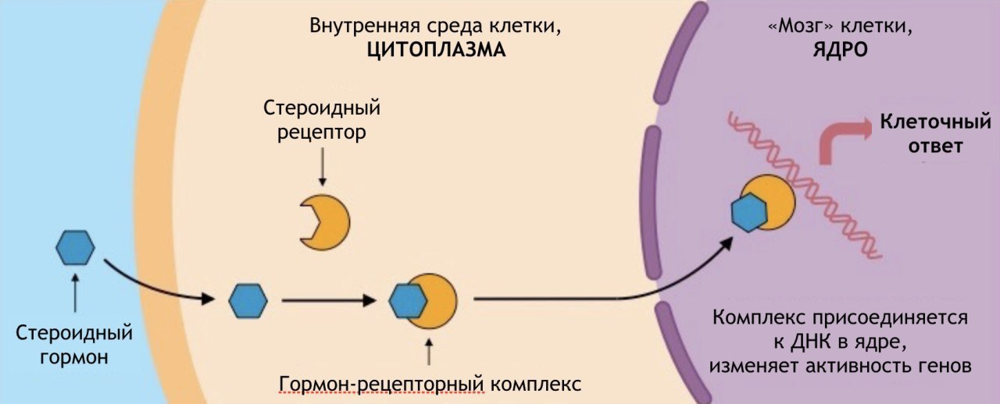 Внутренняя среда клетки,
ЦИТОПЛАЗМА
«Мозг» клетки,
ЯДРО
Стероидный
рецептор
Клеточный
ответ
Стероидный
гормон
Комплекс присоединяется
к ДНК в ядре,
изменяет активность генов
Гормон-рецепторный комплекс